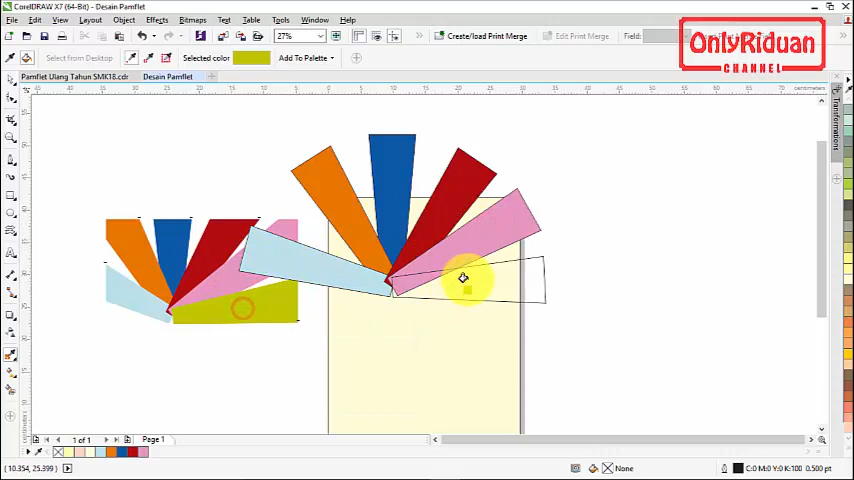 CorelDRAW X7 (64-Bit) - Desain Pamflet
File Edit View Layout Object Effects Bitmaps Text Table Tools Window Help
27% Create/load Print Merge Edit Print Merge Field:
Select from Desktop Selected color Add To Palette
Pamflet Ulang Tahun SMK18.cdr Desain Pamflet
OnlyRiduan
CHANNEL
centimeters
Transformations
1 of 1 Page 1
(10.354, 25.399) None C:0 M:0 Y:0 K:100 0.500 pt